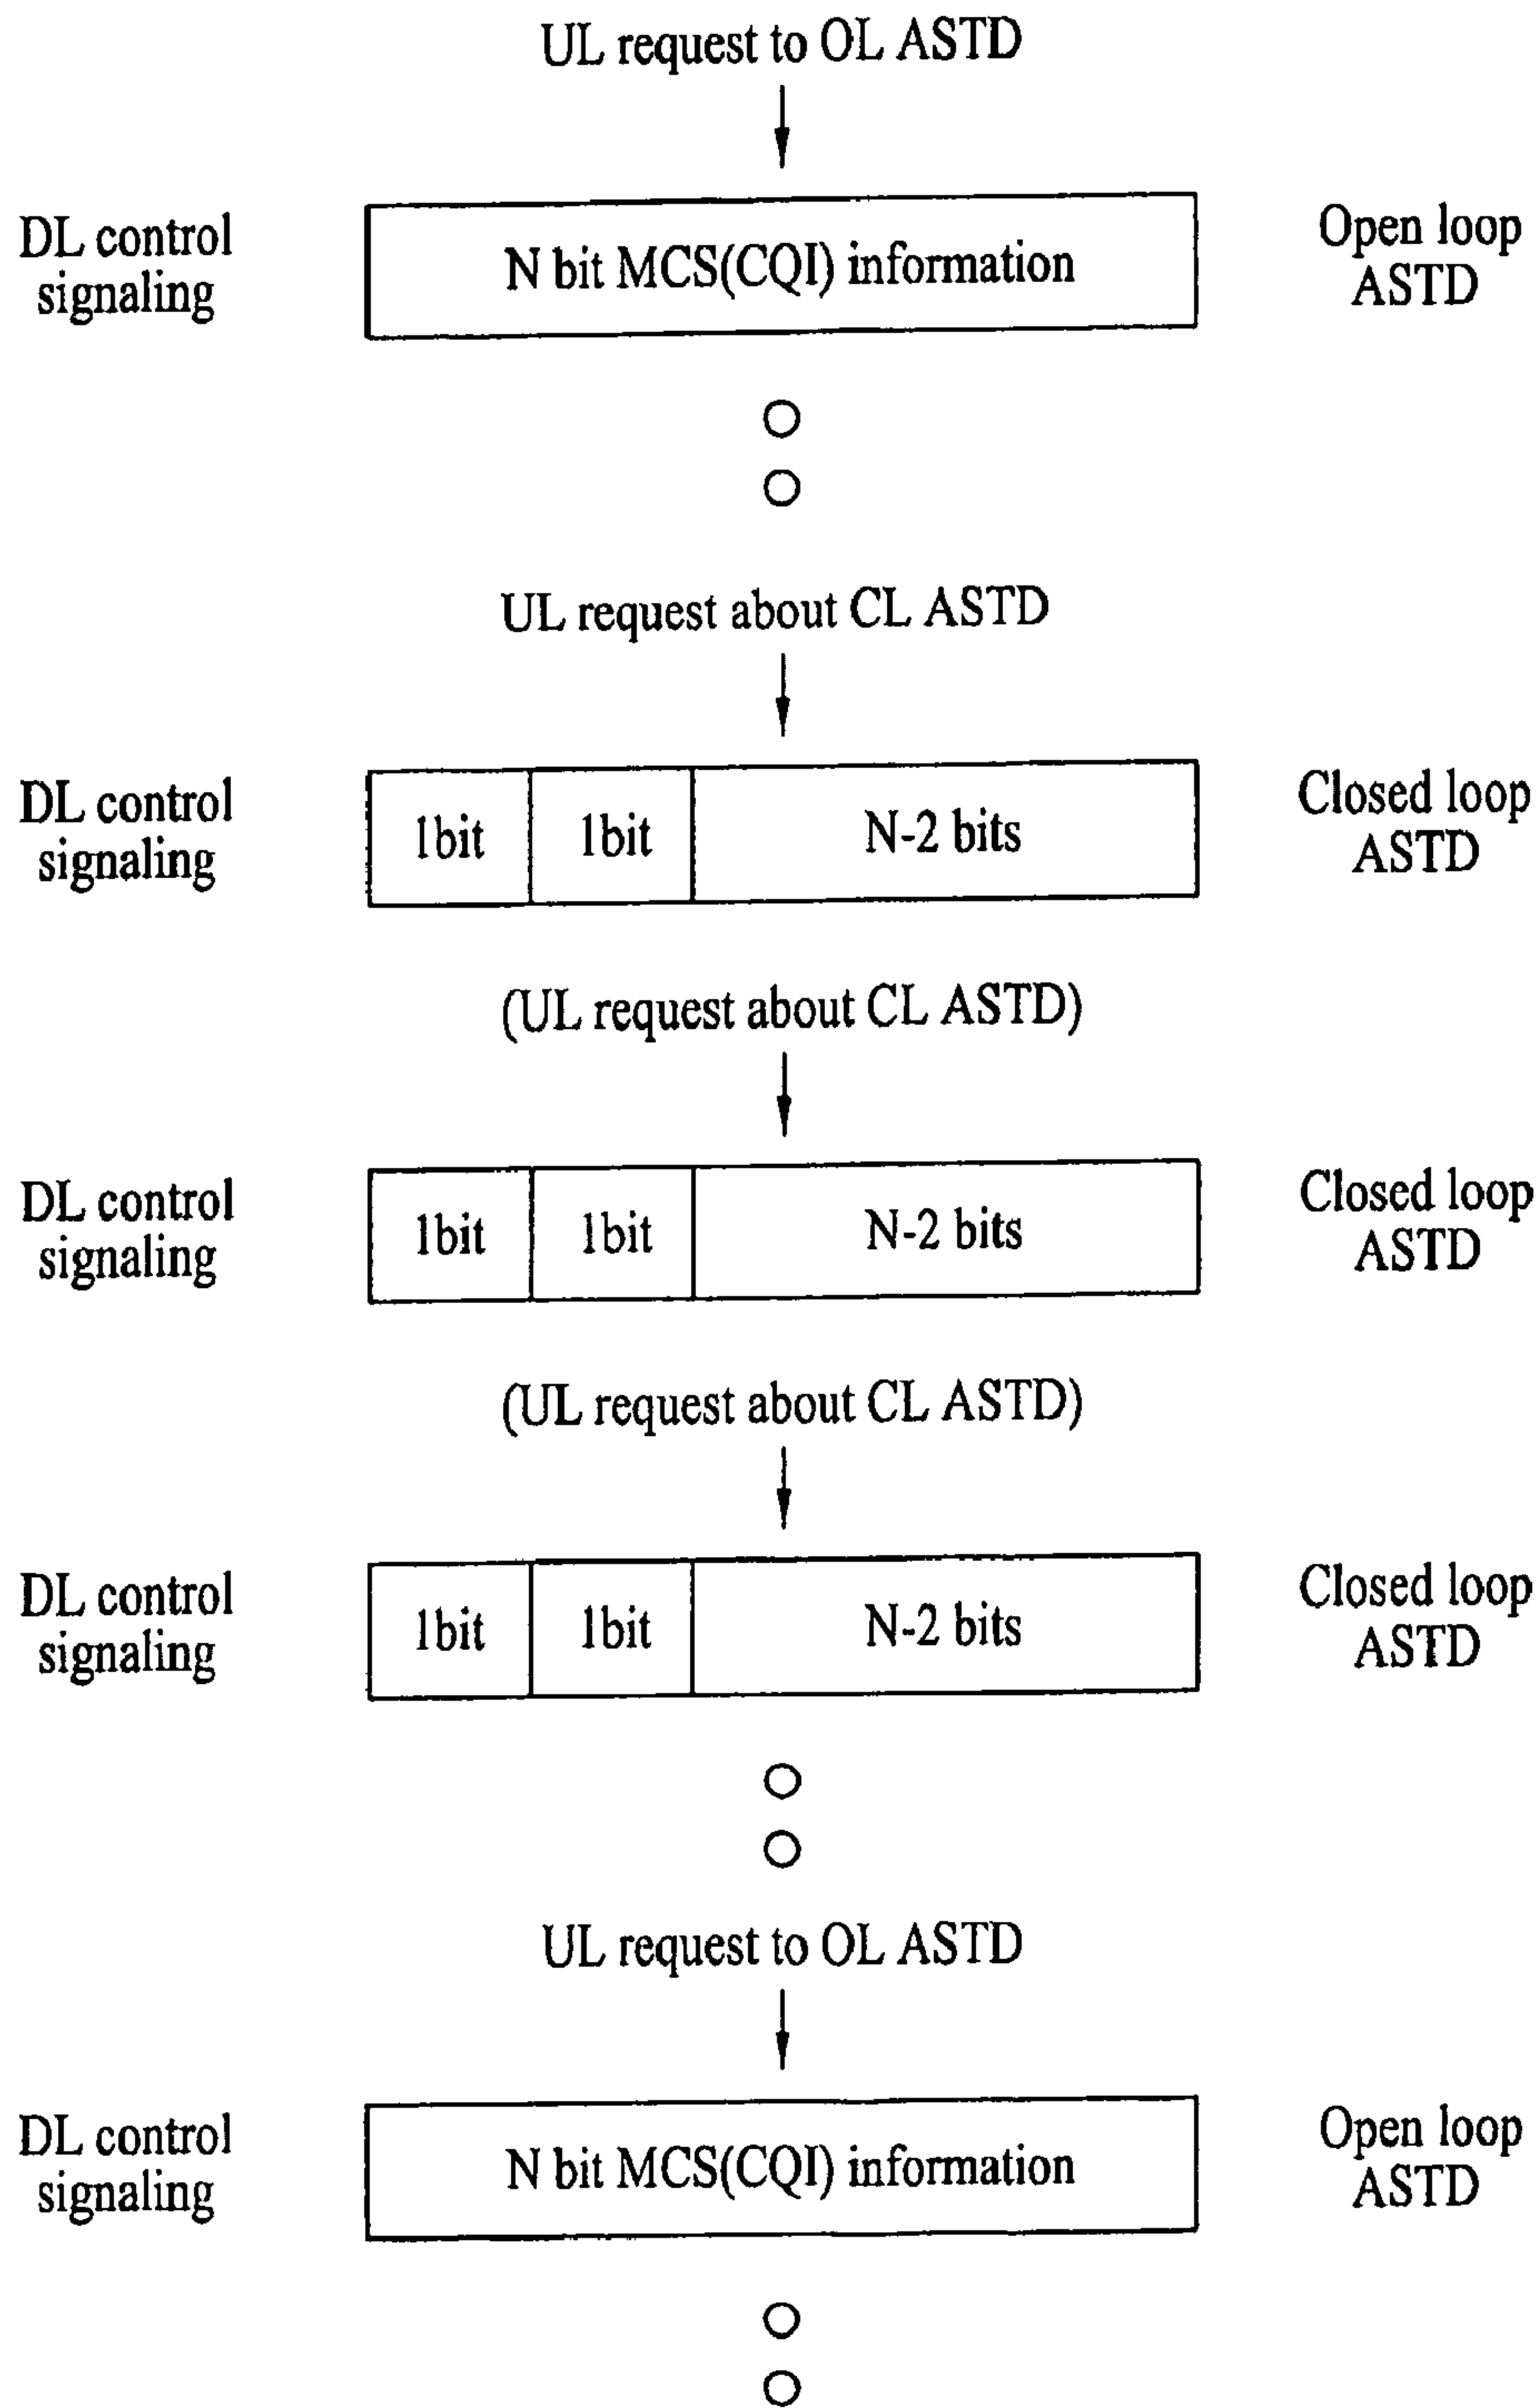 UL request to OL ASTD
DL control
signaling
N bit MCS(CQI) information
Open loop
ASTD
UL request about CL ASTD
DL control
signaling
1bit
1bit
N-2 bits
Closed loop
ASTD
(UL request about CL ASTD)
DL control
signaling
1bit
1bit
N-2 bits
Closed loop
ASTD
(UL request about CL ASTD)
DL control
signaling
1bit
1bit
N-2 bits
Closed loop
ASTD
UL request to OL ASTD
DL control
signaling
N bit MCS(CQI) information
Open loop
ASTD